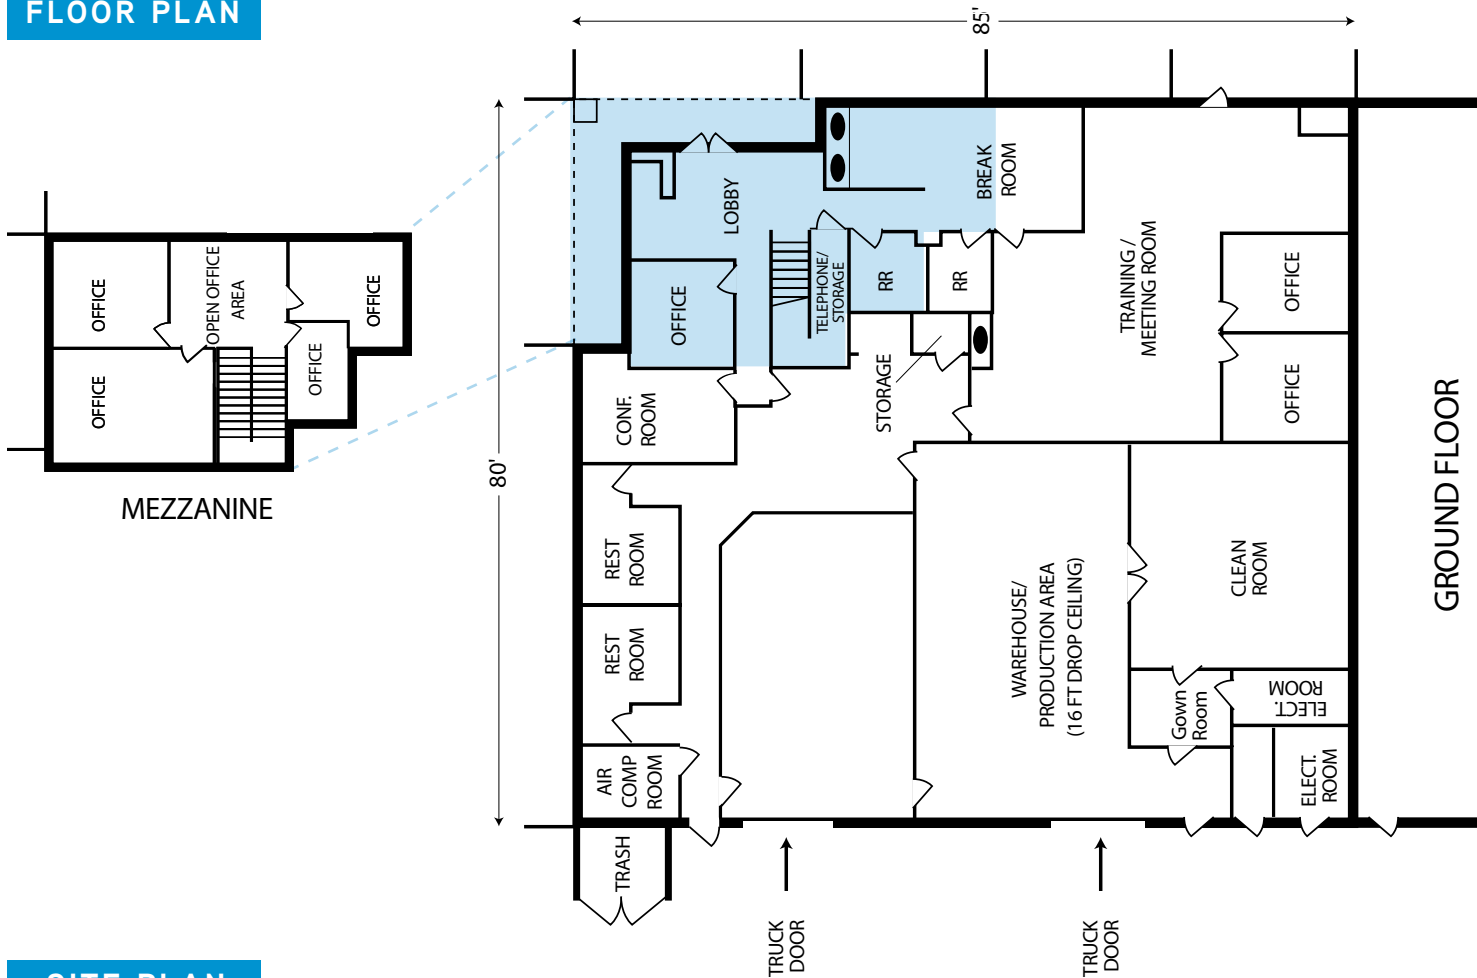 FLOOR PLAN
85'
80'
OFFICE
OPEN OFFICE
AREA
OFFICE
OFFICE
OFFICE
MEZZANINE
LOBBY
BREAK
ROOM
OFFICE
TELEPHONE/
STORAGE
RR
RR
STORAGE
CONF.
ROOM
TRAINING /
MEETING ROOM
OFFICE
OFFICE
REST
ROOM
REST
ROOM
AIR
COMP
ROOM
WAREHOUSE/
PRODUCTION AREA
(16 FT DROP CEILING)
CLEAN
ROOM
Gown
Room
ELECT.
ROOM
ELECT.
ROOM
GROUND FLOOR
TRASH
TRUCK
DOOR
TRUCK
DOOR
SITE PLAN